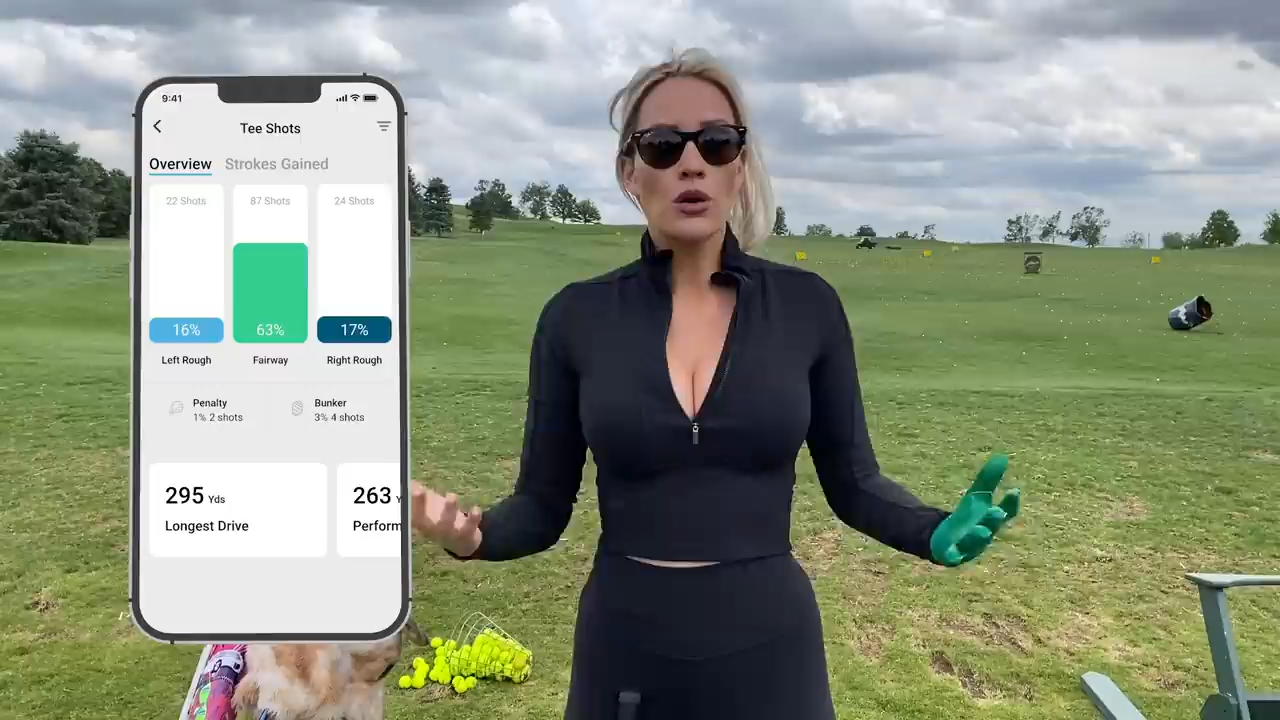 9:41
Tee Shots
Overview Strokes Gained
22 Shots 87 Shots 24 Shots
16% 63% 17%
Left Rough Fairway Right Rough
Penalty Bunker
1% 2 shots 3% 4 shots
295 Yds 263 Y
Longest Drive Perform